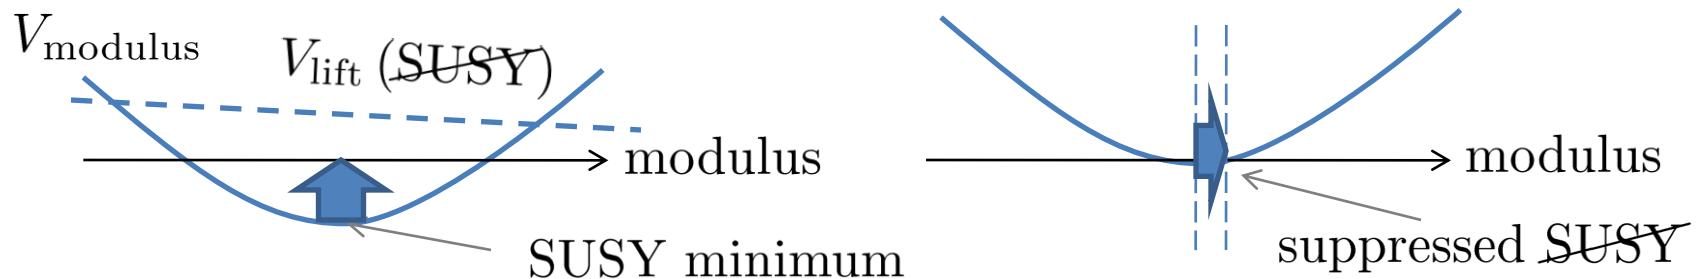 V_modulus
V_lift (SUSY)
modulus
SUSY minimum
modulus
suppressed SUSY